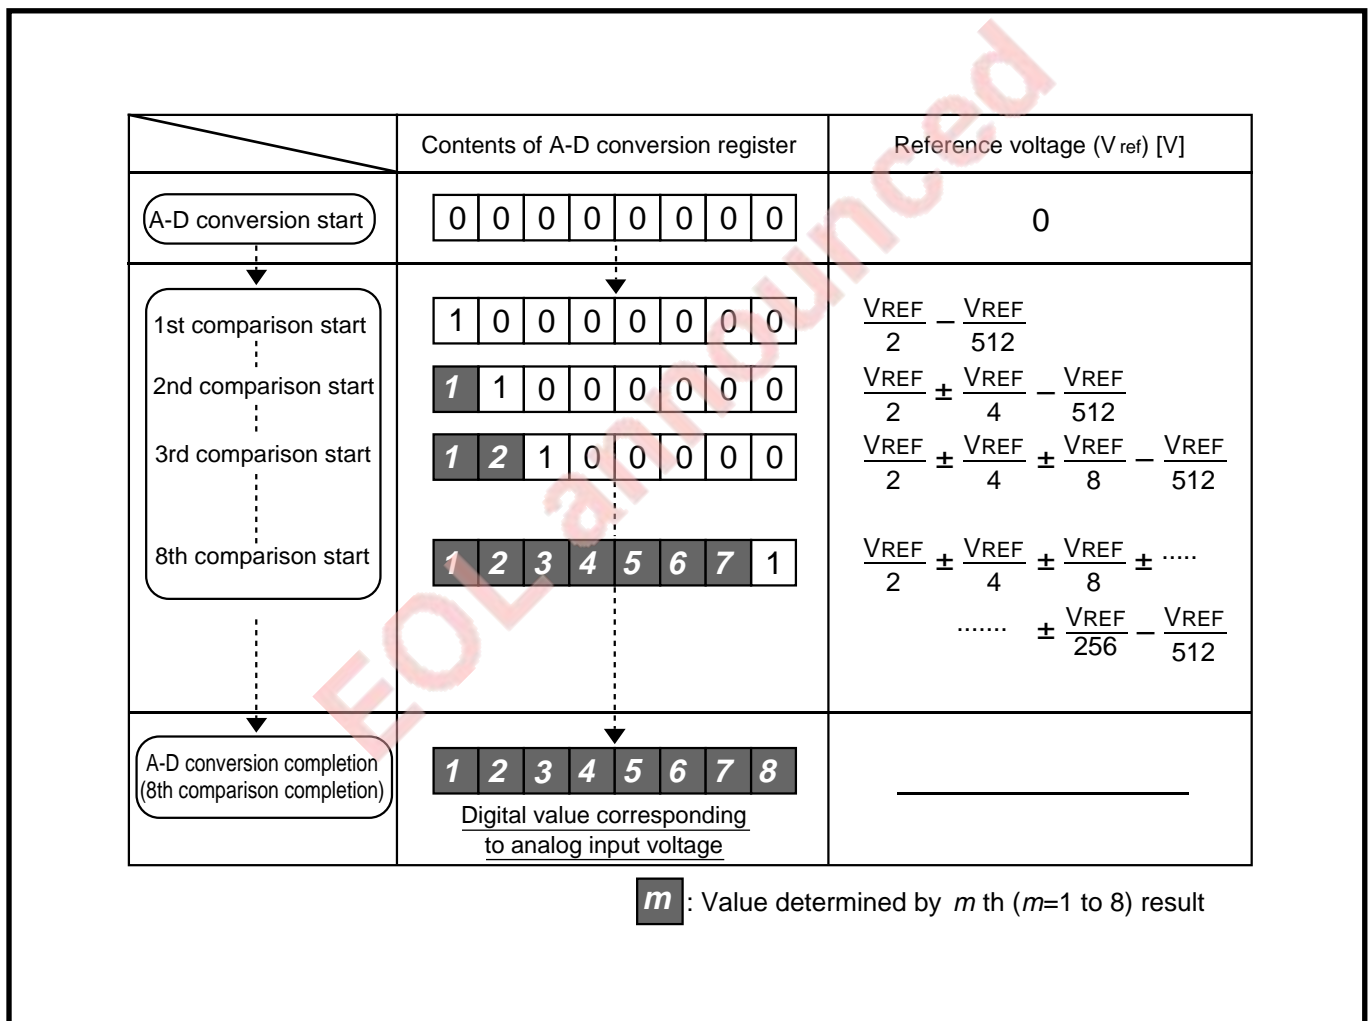 Contents of A-D conversion register
Reference voltage (Vref) [V]
A-D conversion start
0 0 0 0 0 0 0 0
0
1st comparison start
1 0 0 0 0 0 0 0
VREF/2 − VREF/512
2nd comparison start
1 1 0 0 0 0 0 0
VREF/2 ± VREF/4 − VREF/512
3rd comparison start
1 2 1 0 0 0 0 0
VREF/2 ± VREF/4 ± VREF/8 − VREF/512
8th comparison start
1 2 3 4 5 6 7 1
VREF/2 ± VREF/4 ± VREF/8 ± ·····
······· ± VREF/256 − VREF/512
A-D conversion completion
(8th comparison completion)
1 2 3 4 5 6 7 8
Digital value corresponding
to analog input voltage
m : Value determined by m th (m=1 to 8) result
EOL announced